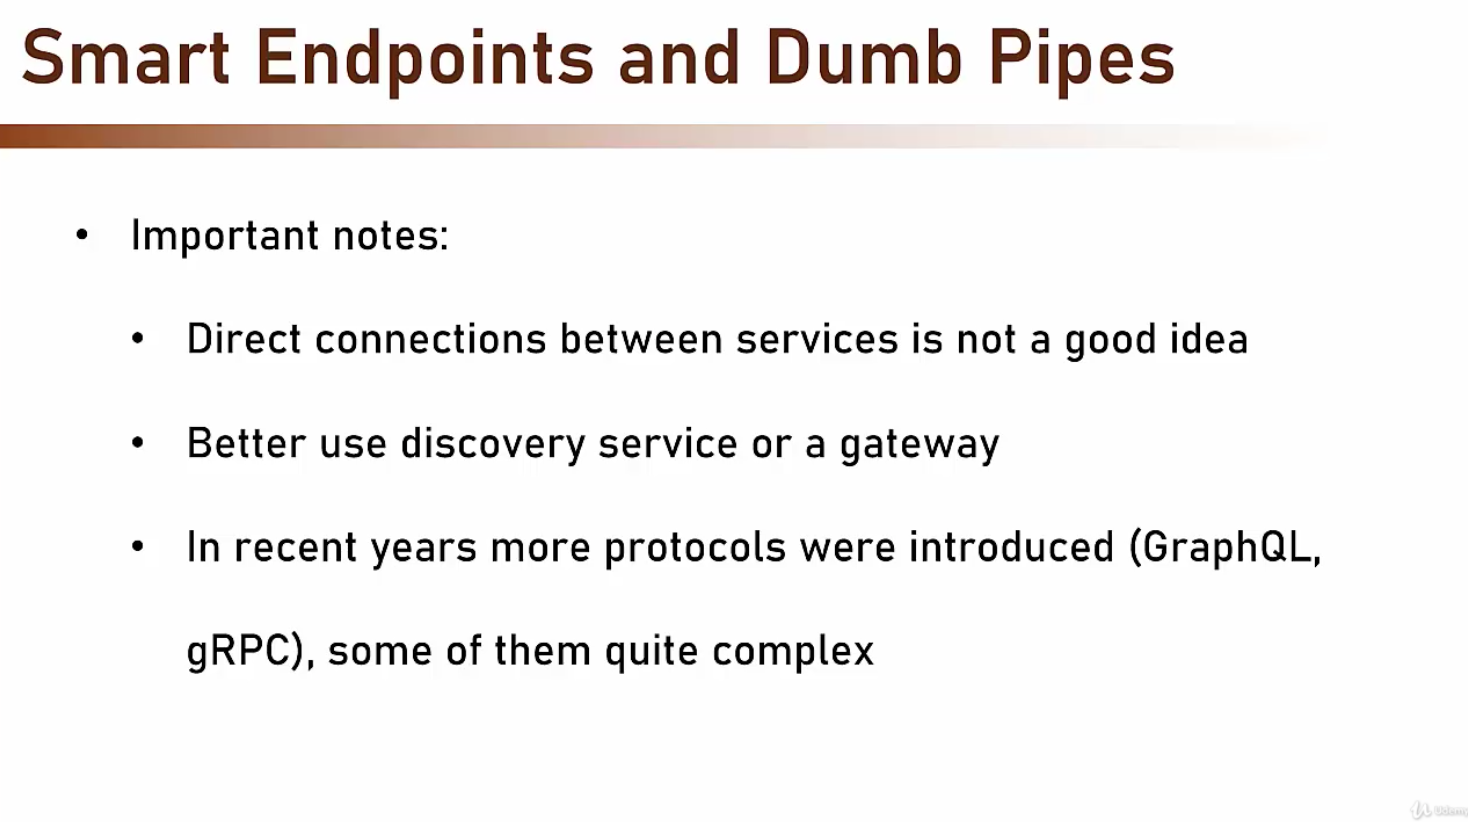 Smart Endpoints and Dumb Pipes
• Important notes:
• Direct connections between services is not a good idea
• Better use discovery service or a gateway
• In recent years more protocols were introduced (GraphQL,
gRPC), some of them quite complex
Udemy